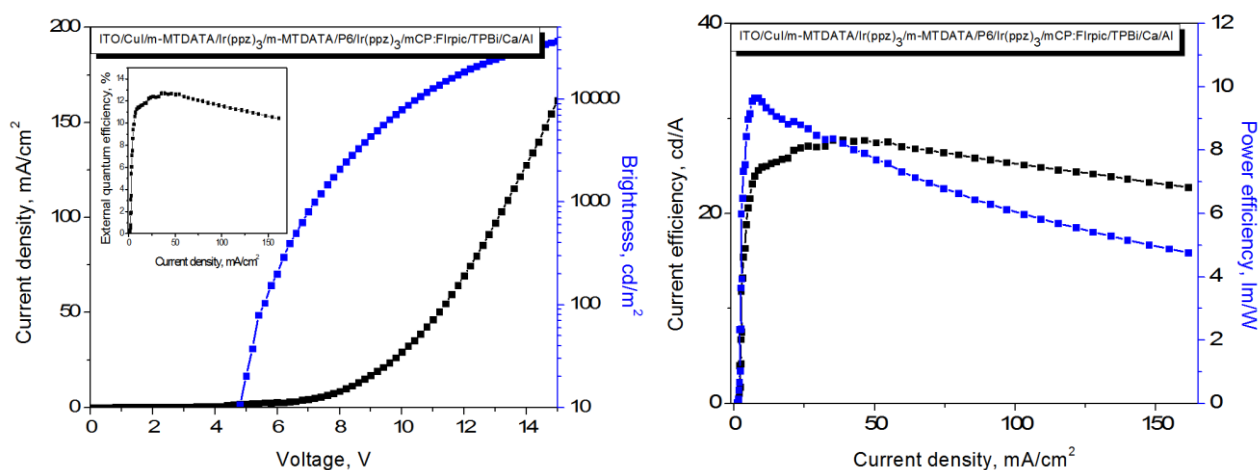 ITO/CuI/m-MTDATA/Ir(ppz)3/m-MTDATA/P6/Ir(ppz)3/mCP:FIrpic/TPBi/Ca/Al
Current density, mA/cm2
200
150
100
50
0
External quantum efficiency, %
14
12
10
8
6
4
2
0
0 50 100 150
Current density, mA/cm2
10000
1000
100
10
Brightness, cd/m2
0 2 4 6 8 10 12 14
Voltage, V
ITO/CuI/m-MTDATA/Ir(ppz)3/m-MTDATA/P6/Ir(ppz)3/mCP:FIrpic/TPBi/Ca/Al
Current efficiency, cd/A
40
20
0
12
10
8
6
4
2
0
Power efficiency, lm/W
0 50 100 150
Current density, mA/cm2